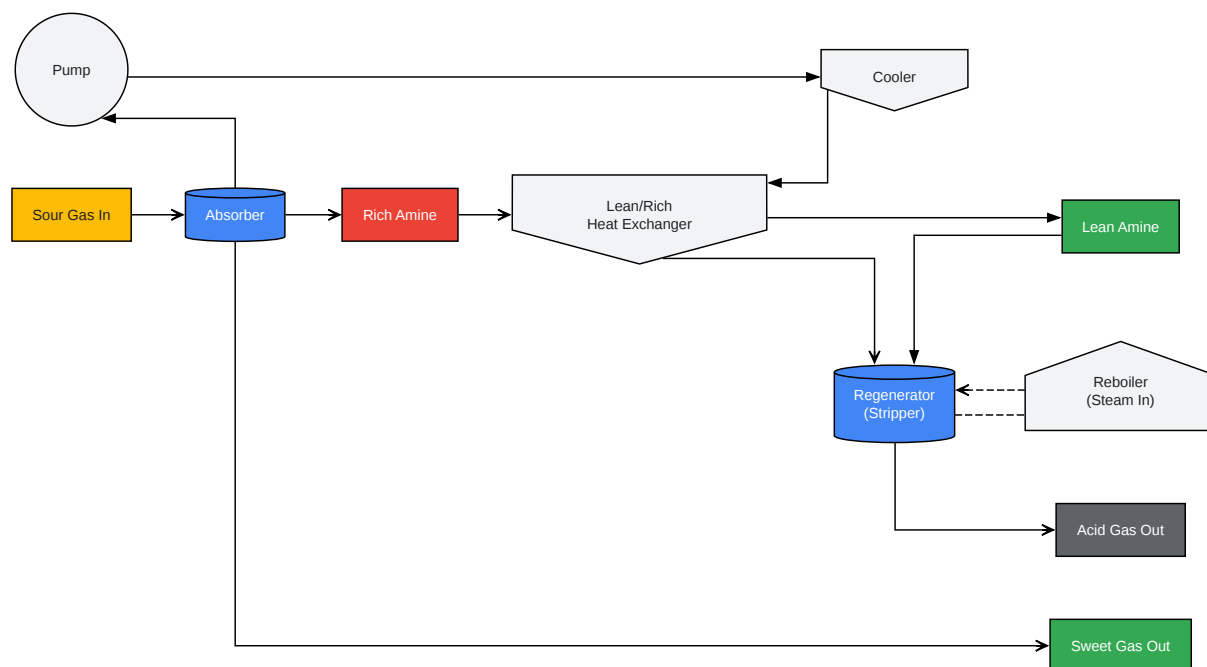 Pump
Cooler
Sour Gas In
Absorber
Rich Amine
Lean/Rich
Heat Exchanger
Lean Amine
Regenerator
(Stripper)
Reboiler
(Steam In)
Acid Gas Out
Sweet Gas Out